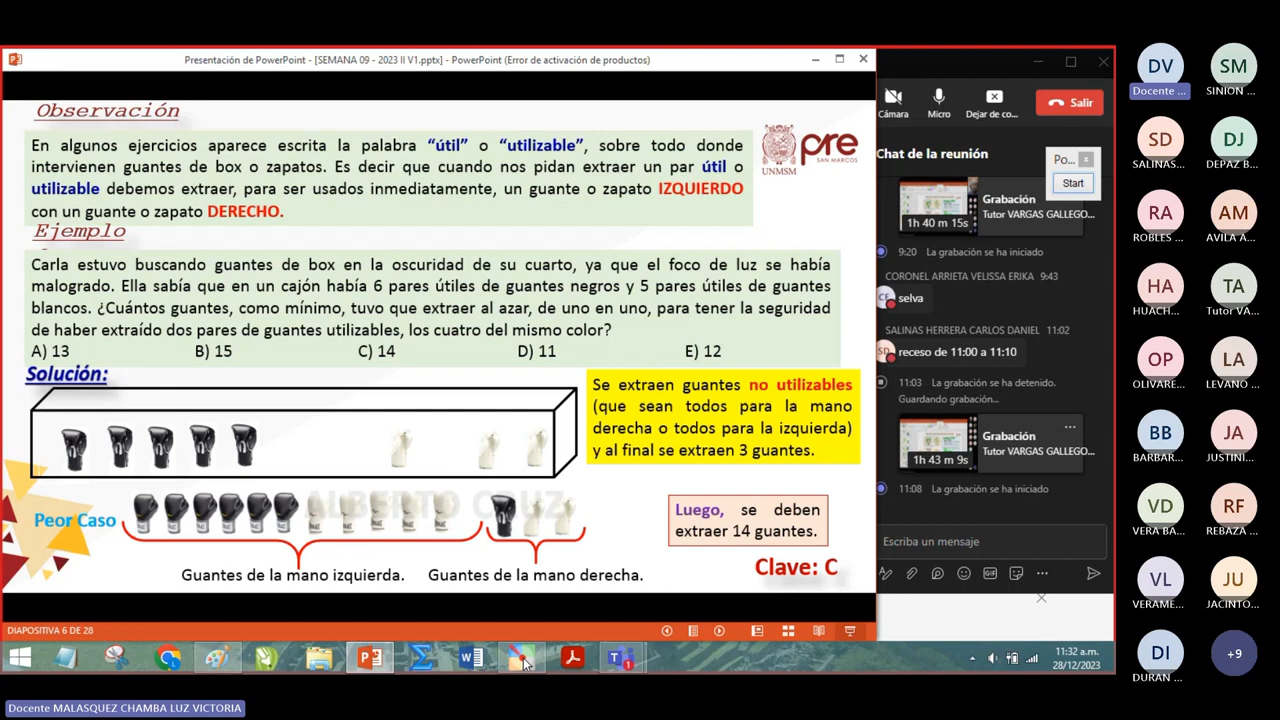 Presentación de PowerPoint - [SEMANA 09 - 2023 II V1.pptx] - PowerPoint (Error de activación de productos)
Observación
En algunos ejercicios aparece escrita la palabra “útil” o “utilizable”, sobre todo donde
intervienen guantes de box o zapatos. Es decir que cuando nos pidan extraer un par útil o
utilizable debemos extraer, para ser usados inmediatamente, un guante o zapato IZQUIERDO
con un guante o zapato DERECHO.
UNMSM
pre
SAN MARCOS
Ejemplo
Carla estuvo buscando guantes de box en la oscuridad de su cuarto, ya que el foco de luz se había
malogrado. Ella sabía que en un cajón había 6 pares útiles de guantes negros y 5 pares útiles de guantes
blancos. ¿Cuántos guantes, como mínimo, tuvo que extraer al azar, de uno en uno, para tener la seguridad
de haber extraído dos pares de guantes utilizables, los cuatro del mismo color?
A) 13 B) 15 C) 14 D) 11 E) 12
Solución:
Se extraen guantes no utilizables
(que sean todos para la mano
derecha o todos para la izquierda)
y al final se extraen 3 guantes.
ALBERTO CRUZ
Peor Caso
Guantes de la mano izquierda. Guantes de la mano derecha.
Luego, se deben
extraer 14 guantes.
Clave: C
DIAPOSITIVA 6 DE 28
Cámara Micro Dejar de co... Salir
Chat de la reunión
Po...
Start
Grabación
Tutor VARGAS GALLEGO...
1h 40 m 15s
9:20 La grabación se ha iniciado
CORONEL ARRIETA VELISSA ERIKA 9:43
selva
SALINAS HERRERA CARLOS DANIEL 11:02
SD
receso de 11:00 a 11:10
11:03 La grabación se ha detenido.
Guardando grabación...
Grabación
Tutor VARGAS GALLEGO...
1h 43 m 9s
11:08 La grabación se ha iniciado
Escriba un mensaje
11:32 a.m.
28/12/2023
DV SM
Docente ... SINION ...
SD DJ
SALINAS... DEPAZ B...
RA AM
ROBLES ... AVILA A...
HA TA
HUACH... Tutor VA...
OP LA
OLIVARE... LEVANO ...
BB JA
BARBAR... JUSTINI...
VD RF
VERA BA... REBAZA ...
VL JU
VERAME... JACINTO...
DI +9
DURAN ...
Docente MALASQUEZ CHAMBA LUZ VICTORIA